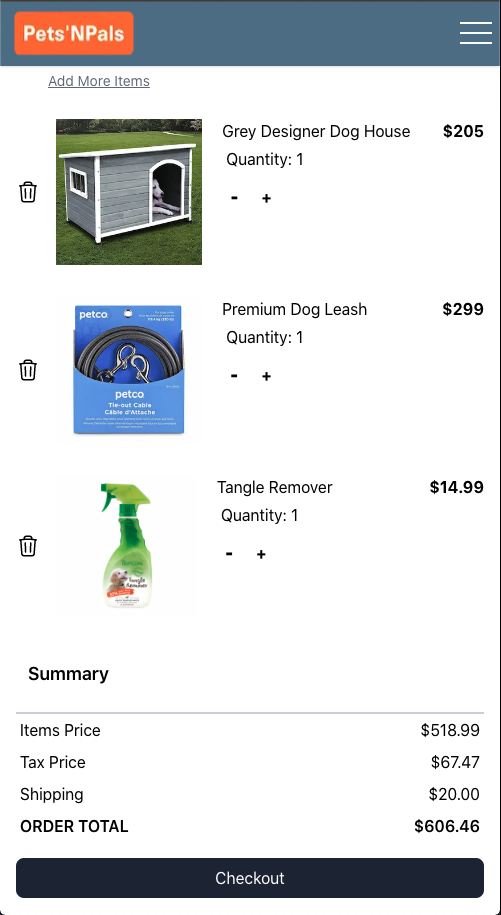 Pets'NPals
Add More Items
Grey Designer Dog House $205
Quantity: 1
- +
petco
petco
Tie-out Cable
Câble d'Attache
Premium Dog Leash $299
Quantity: 1
- +
Tangle
Remover
Tangle Remover $14.99
Quantity: 1
- +
Summary
Items Price $518.99
Tax Price $67.47
Shipping $20.00
ORDER TOTAL $606.46
Checkout